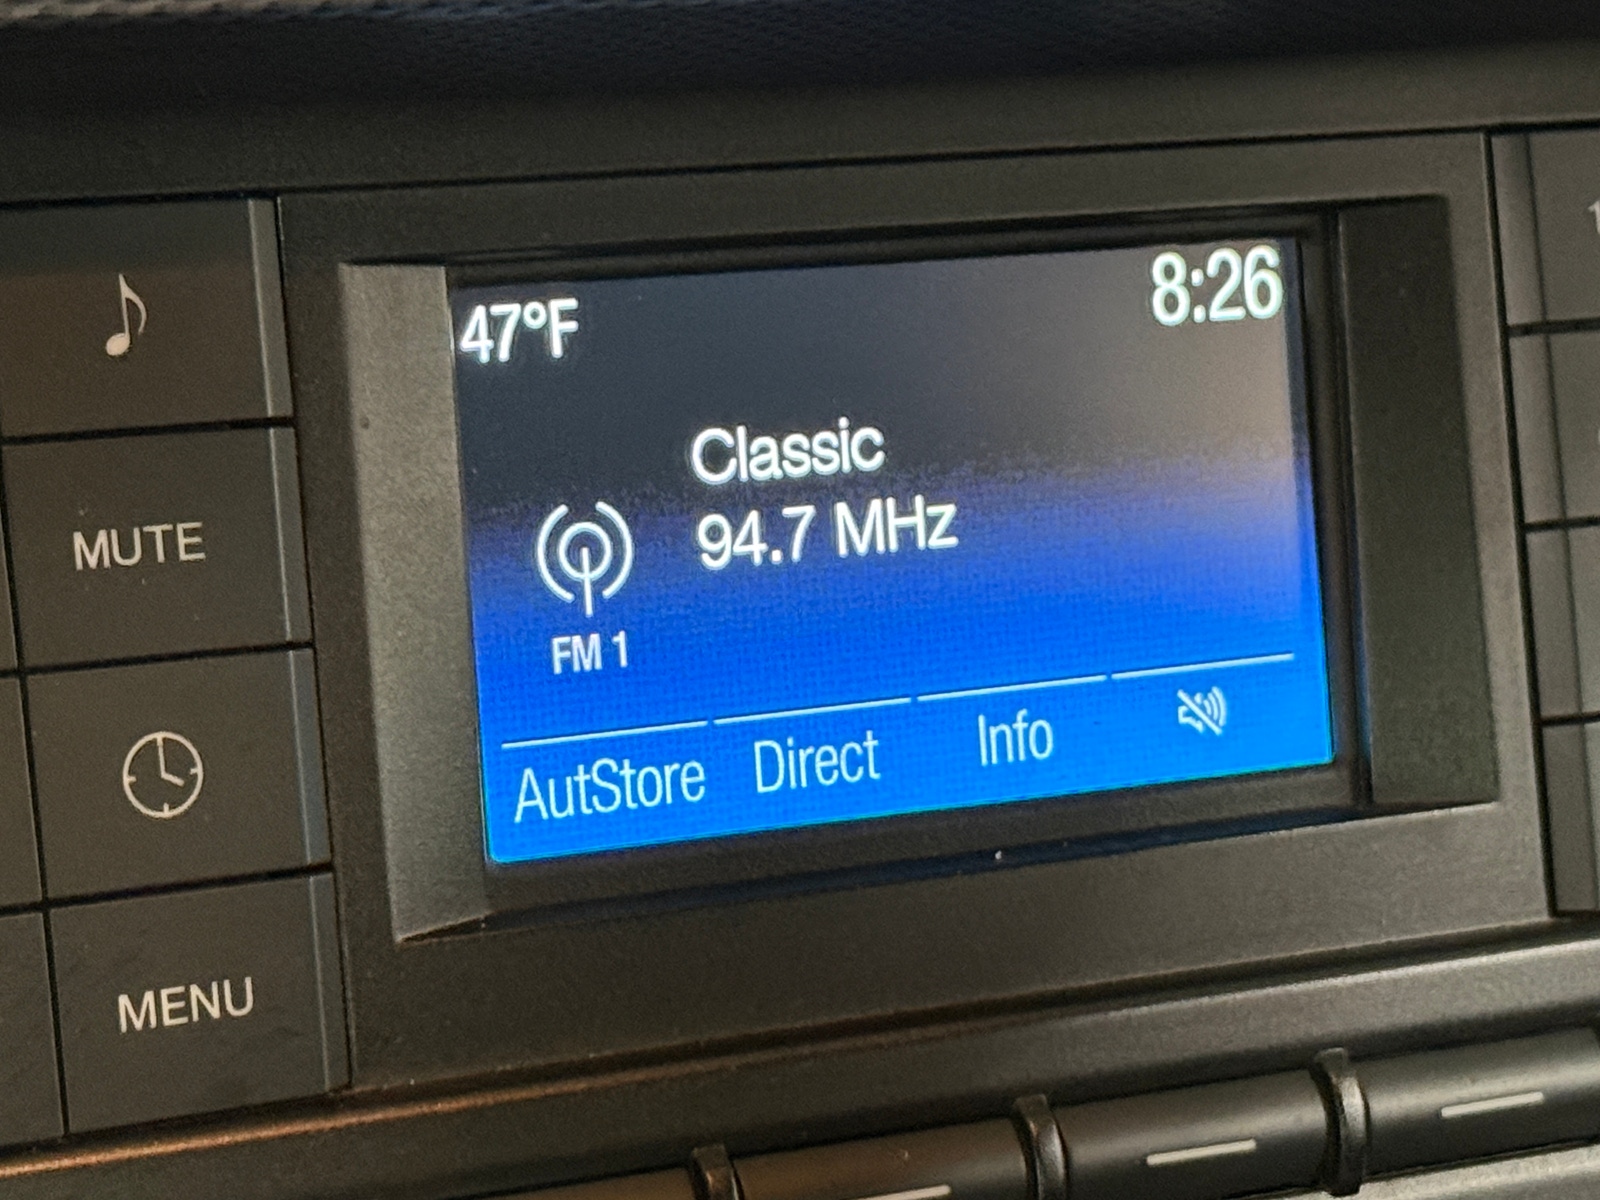 47°F
8:26
Classic
94.7 MHz
FM 1
AutStore
Direct
Info
MUTE
MENU